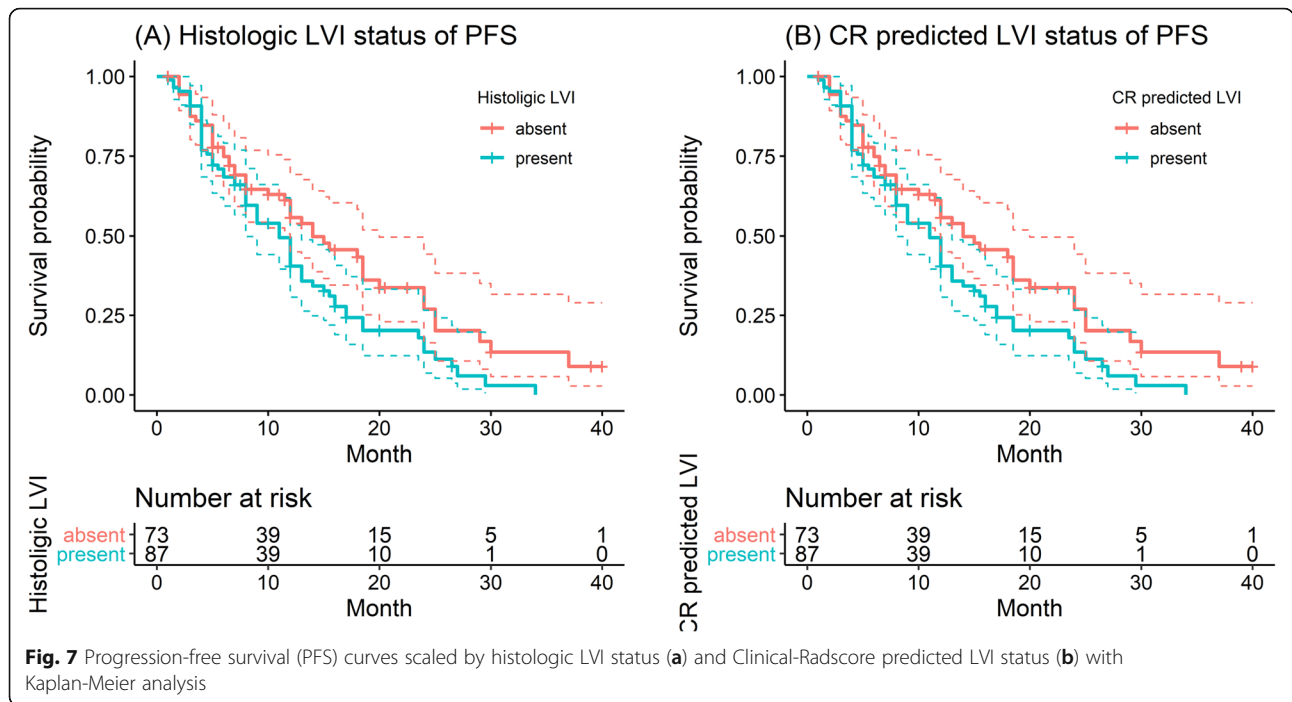 (A) Histologic LVI status of PFS
Survival probability
1.00
0.75
0.50
0.25
0.00
Histoligic LVI
absent
present
0 10 20 30 40
Month
Histoligic LVI
Number at risk
absent 73 39 15 5 1
present 87 39 10 1 0
0 10 20 30 40
Month
(B) CR predicted LVI status of PFS
Survival probability
1.00
0.75
0.50
0.25
0.00
CR predicted LVI
absent
present
0 10 20 30 40
Month
CR predicted LVI
Number at risk
absent 73 39 15 5 1
present 87 39 10 1 0
0 10 20 30 40
Month
Fig. 7 Progression-free survival (PFS) curves scaled by histologic LVI status (a) and Clinical-Radscore predicted LVI status (b) with
Kaplan-Meier analysis